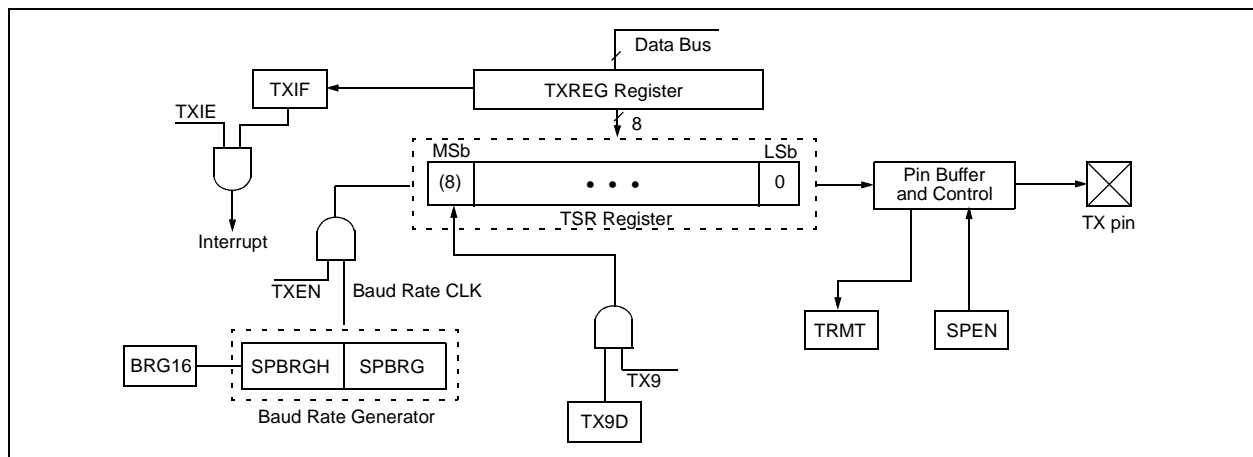 Data Bus
TXIF
TXREG Register
TXIE
8
MSb
LSb
(8)
• • •
0
Pin Buffer
and Control
TSR Register
TX pin
Interrupt
TXEN
Baud Rate CLK
TRMT
SPEN
BRG16
SPBRGH
SPBRG
TX9
Baud Rate Generator
TX9D